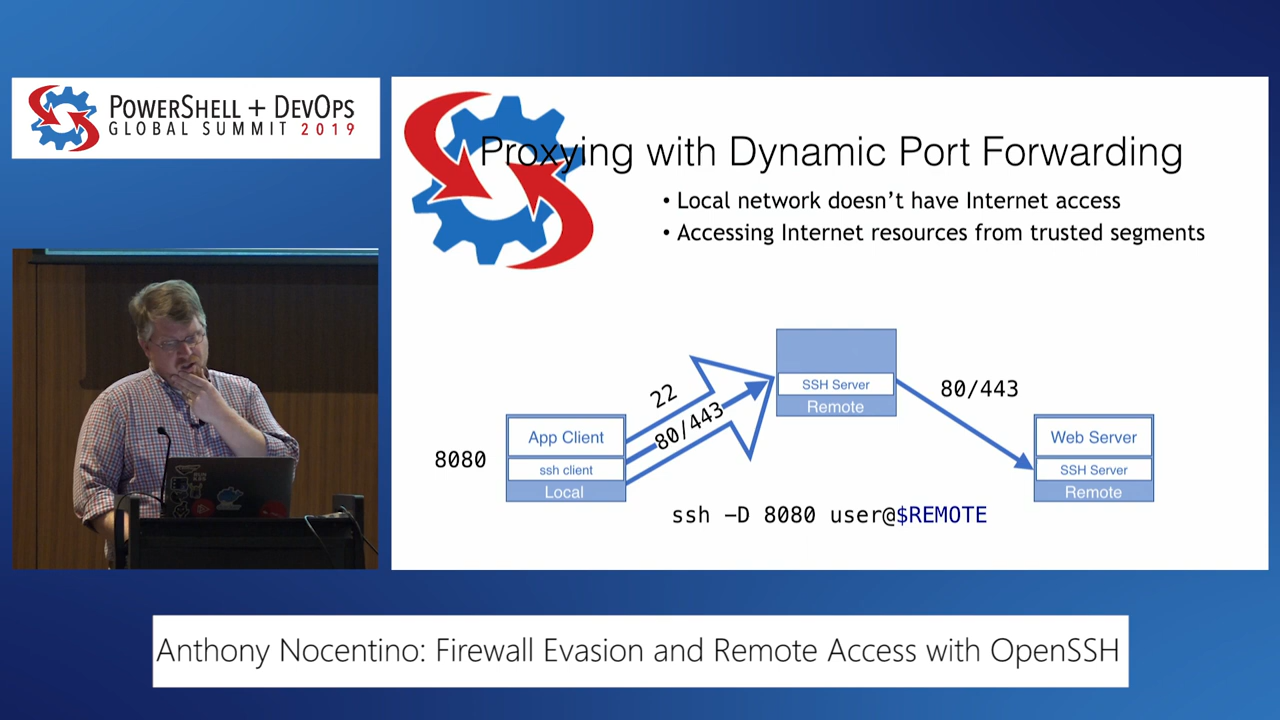 POWERSHELL + DEVOPS
GLOBAL SUMMIT 2019
Proxying with Dynamic Port Forwarding
• Local network doesn't have Internet access
• Accessing Internet resources from trusted segments
22
80/443
8080
App Client
ssh client
Local
SSH Server
Remote
80/443
Web Server
SSH Server
Remote
ssh -D 8080 user@$REMOTE
Anthony Nocentino: Firewall Evasion and Remote Access with OpenSSH